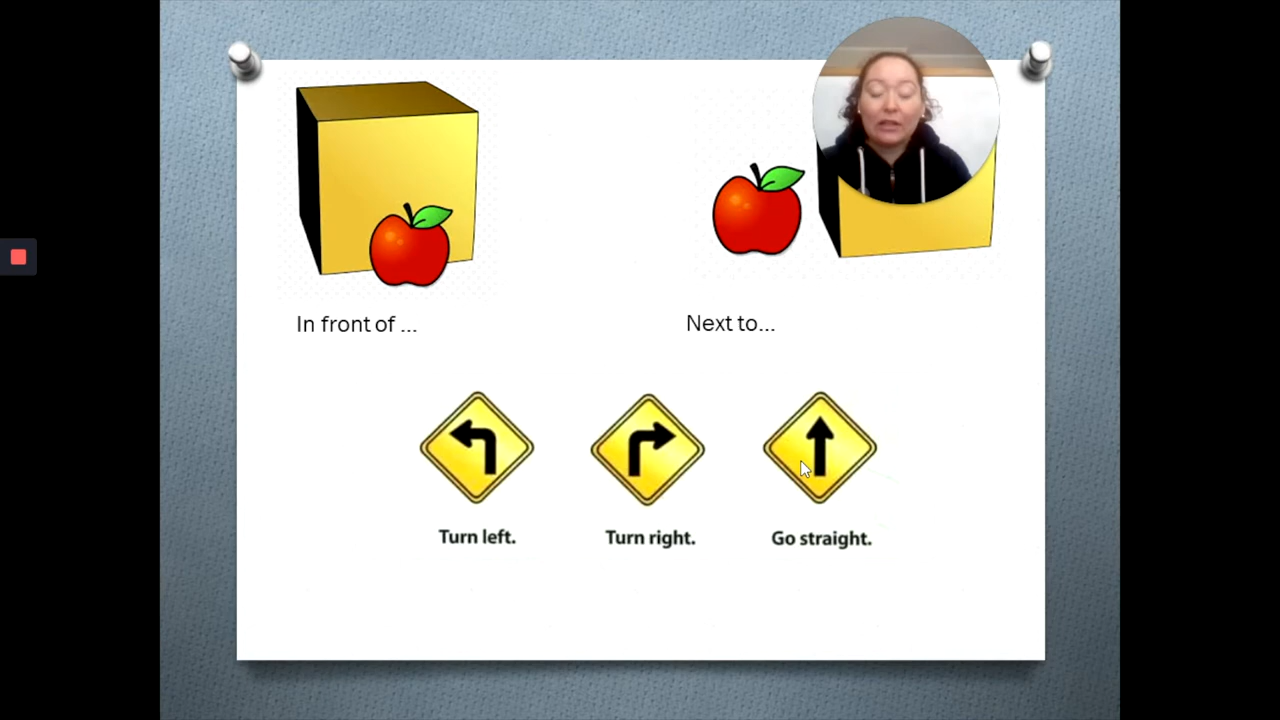 In front of ...
Next to...
Turn left.
Turn right.
Go straight.